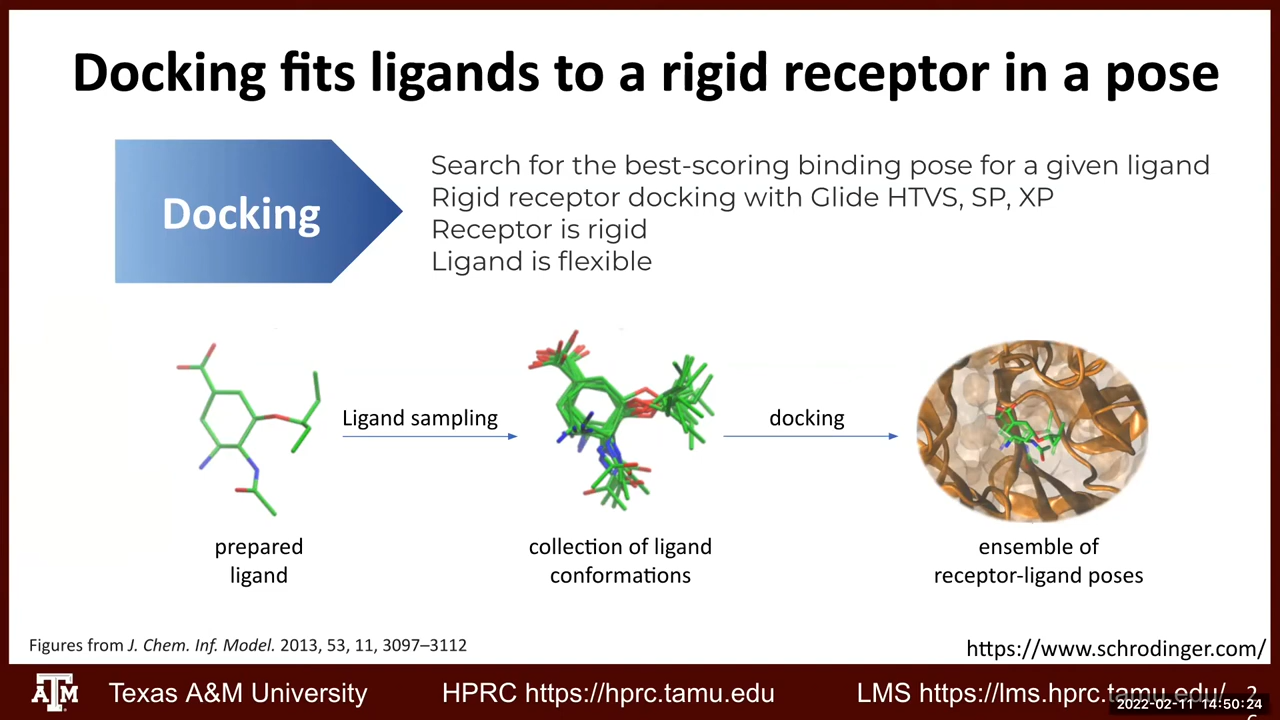 Docking fits ligands to a rigid receptor in a pose
Docking
Search for the best-scoring binding pose for a given ligand
Rigid receptor docking with Glide HTVS, SP, XP
Receptor is rigid
Ligand is flexible
Ligand sampling
docking
prepared
ligand
collection of ligand
conformations
ensemble of
receptor-ligand poses
Figures from J. Chem. Inf. Model. 2013, 53, 11, 3097–3112
https://www.schrodinger.com/
ATM Texas A&M University
HPRC https://hprc.tamu.edu
LMS https://lms.hprc.tamu.edu/
2
2022-02-11 14:50:24